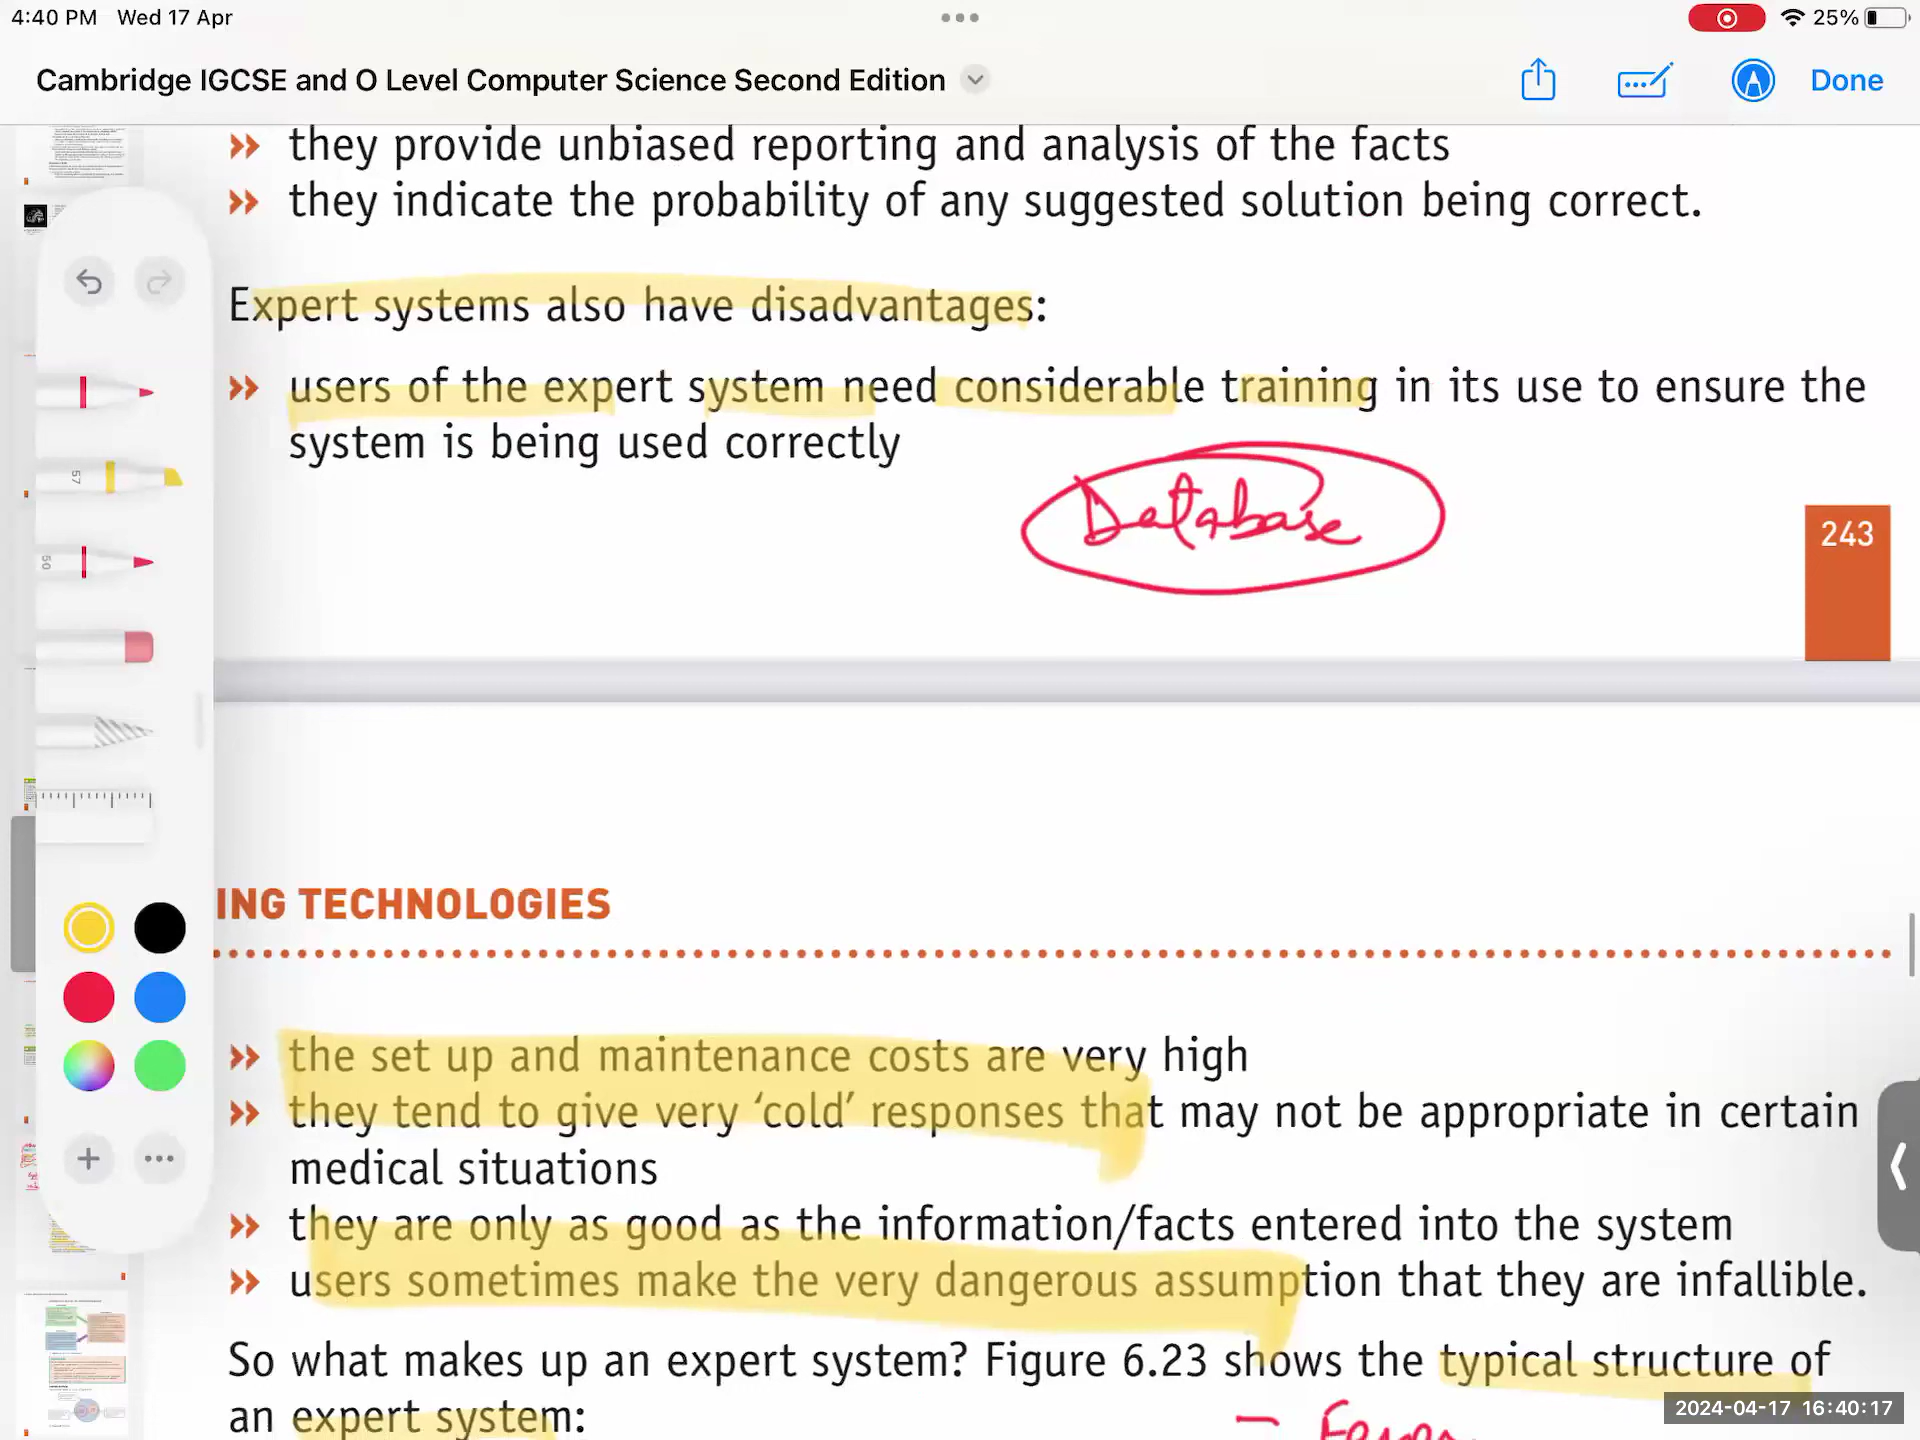 4:40 PM Wed 17 Apr
25%
Cambridge IGCSE and O Level Computer Science Second Edition
Done
they provide unbiased reporting and analysis of the facts
they indicate the probability of any suggested solution being correct.
Expert systems also have disadvantages:
users of the expert system need considerable training in its use to ensure the
system is being used correctly
Database
243
57
50
ING TECHNOLOGIES
the set up and maintenance costs are very high
they tend to give very ‘cold’ responses that may not be appropriate in certain
medical situations
they are only as good as the information/facts entered into the system
users sometimes make the very dangerous assumption that they are infallible.
So what makes up an expert system? Figure 6.23 shows the typical structure of
an expert system:
2024-04-17 16:40:17